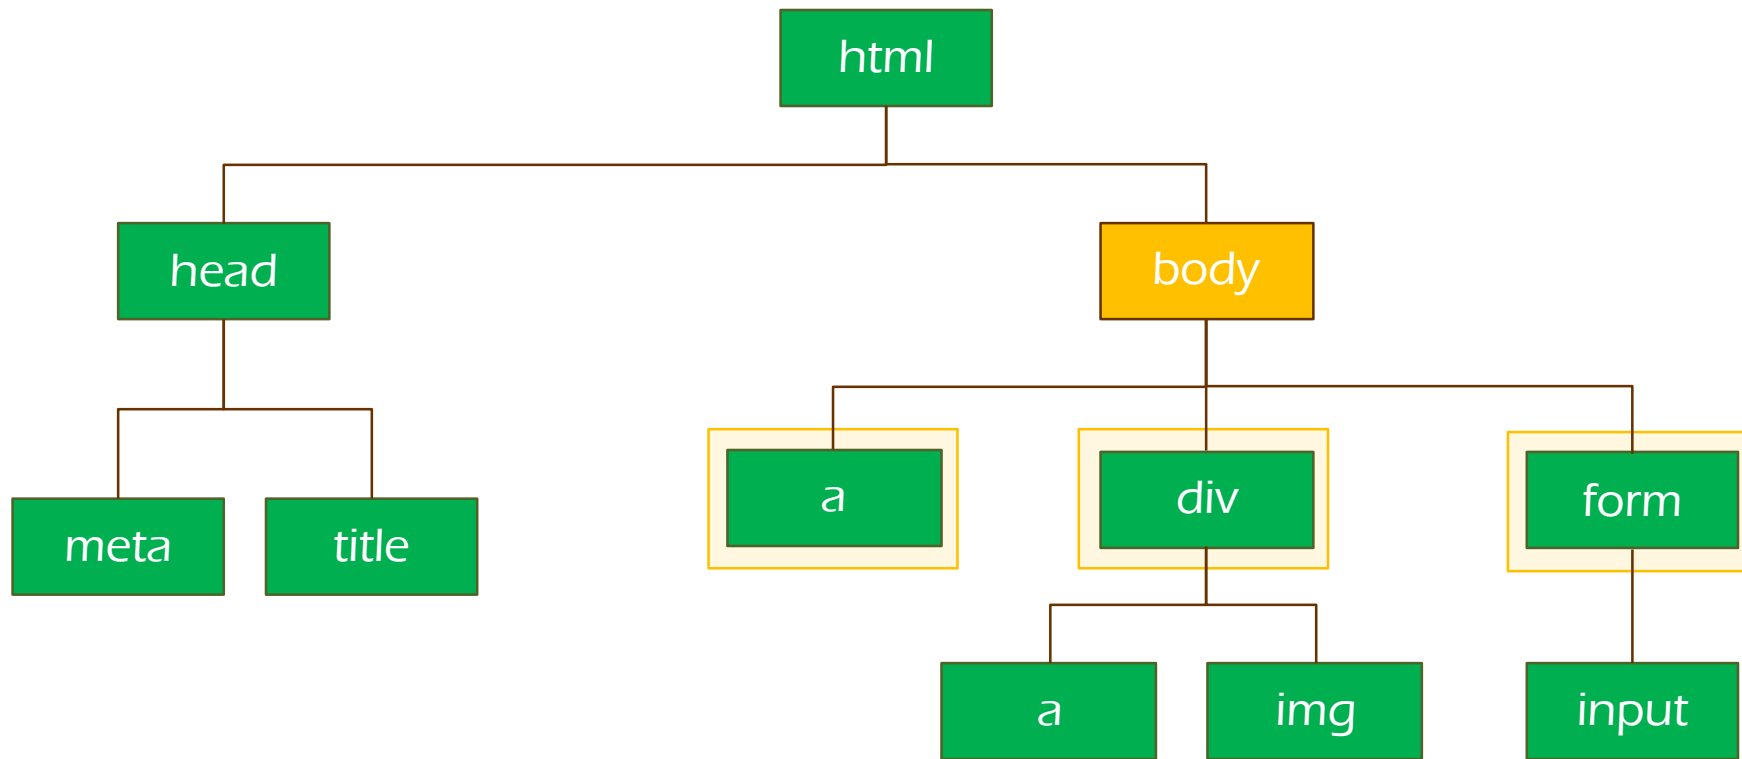 html
head
body
a
div
form
meta
title
a
img
input